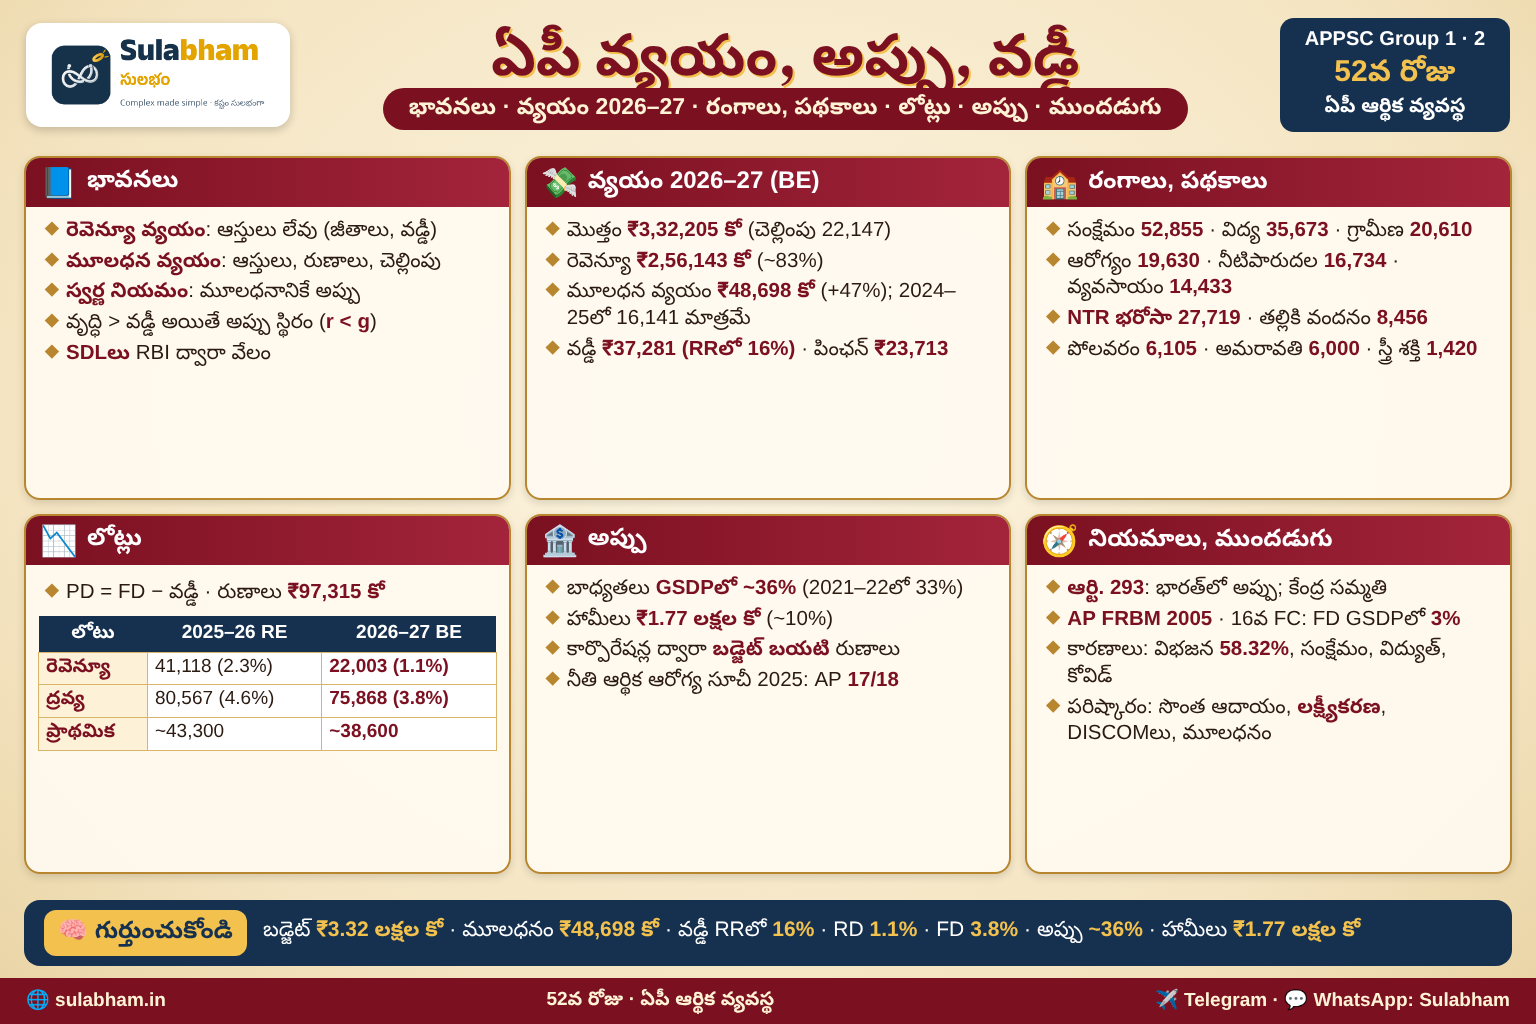 Sulabham
సులభం
Complex made simple · కష్టం సులభంగా
ఏపీ వ్యయం, అప్పు, వడ్డీ
భావనలు · వ్యయం 2026–27 · రంగాలు, పథకాలు · లోట్లు · అప్పు · ముందడుగు
APPSC Group 1 · 2
52వ రోజు
ఏపీ ఆర్థిక వ్యవస్థ
భావనలు
రెవెన్యూ వ్యయం: ఆస్తులు లేవు (జీతాలు, వడ్డీ)
మూలధన వ్యయం: ఆస్తులు, రుణాలు, చెల్లింపు
స్వర్ణ నియమం: మూలధనానికే అప్పు
వృద్ధి > వడ్డీ అయితే అప్పు స్థిరం (r < g)
SDLలు RBI ద్వారా వేలం
వ్యయం 2026–27 (BE)
మొత్తం ₹3,32,205 కో (చెల్లింపు 22,147)
రెవెన్యూ ₹2,56,143 కో (~83%)
మూలధన వ్యయం ₹48,698 కో (+47%); 2024–
25లో 16,141 మాత్రమే
వడ్డీ ₹37,281 (RRలో 16%) · పింఛన్ ₹23,713
రంగాలు, పథకాలు
సంక్షేమం 52,855 · విద్య 35,673 · గ్రామీణ 20,610
ఆరోగ్యం 19,630 · నీటిపారుదల 16,734 ·
వ్యవసాయం 14,433
NTR భరోసా 27,719 · తల్లికి వందనం 8,456
పోలవరం 6,105 · అమరావతి 6,000 · స్త్రీ శక్తి 1,420
లోట్లు
PD = FD − వడ్డీ · రుణాలు ₹97,315 కో
లోటు 2025–26 RE 2026–27 BE
రెవెన్యూ 41,118 (2.3%) 22,003 (1.1%)
ద్రవ్య 80,567 (4.6%) 75,868 (3.8%)
ప్రాథమిక ~43,300 ~38,600
అప్పు
బాధ్యతలు GSDPలో ~36% (2021–22లో 33%)
హామీలు ₹1.77 లక్షల కో (~10%)
కార్పొరేషన్ల ద్వారా బడ్జెట్ బయటి రుణాలు
నీతి ఆర్థిక ఆరోగ్య సూచీ 2025: AP 17/18
నియమాలు, ముందడుగు
ఆర్టి. 293: భారత్‌లో అప్పు; కేంద్ర సమ్మతి
AP FRBM 2005 · 16వ FC: FD GSDPలో 3%
కారణాలు: విభజన 58.32%, సంక్షేమం, విద్యుత్,
కోవిడ్
పరిష్కారం: సొంత ఆదాయం, లక్ష్యీకరణ,
DISCOMలు, మూలధనం
గుర్తుంచుకోండి
బడ్జెట్ ₹3.32 లక్షల కో · మూలధనం ₹48,698 కో · వడ్డీ RRలో 16% · RD 1.1% · FD 3.8% · అప్పు ~36% · హామీలు ₹1.77 లక్షల కో
sulabham.in
52వ రోజు · ఏపీ ఆర్థిక వ్యవస్థ
Telegram · WhatsApp: Sulabham